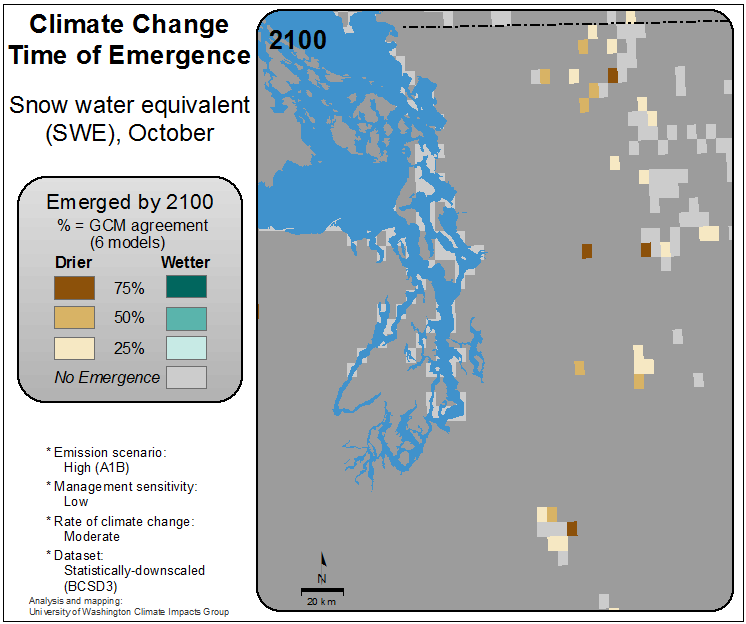 Climate Change
Time of Emergence
Snow water equivalent
(SWE), October
Emerged by 2100
% = GCM agreement
(6 models)
Drier Wetter
75%
50%
25%
No Emergence
* Emission scenario:
High (A1B)
* Management sensitivity:
Low
* Rate of climate change:
Moderate
* Dataset:
Statistically-downscaled
(BCSD3)
Analysis and mapping:
University of Washington Climate Impacts Group
2100
N
20 km